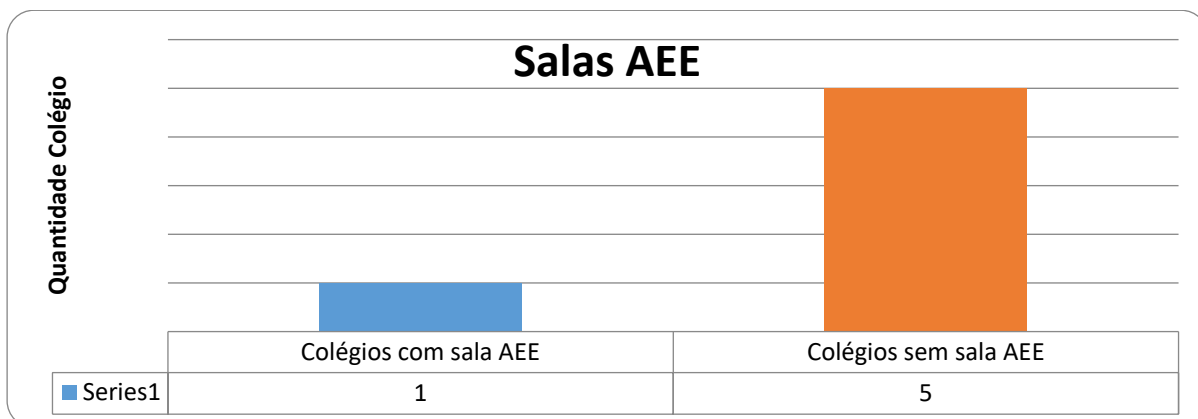 Salas AEE
Quantidade Colégio
Colégios com sala AEE
Colégios sem sala AEE
Series1
1
5